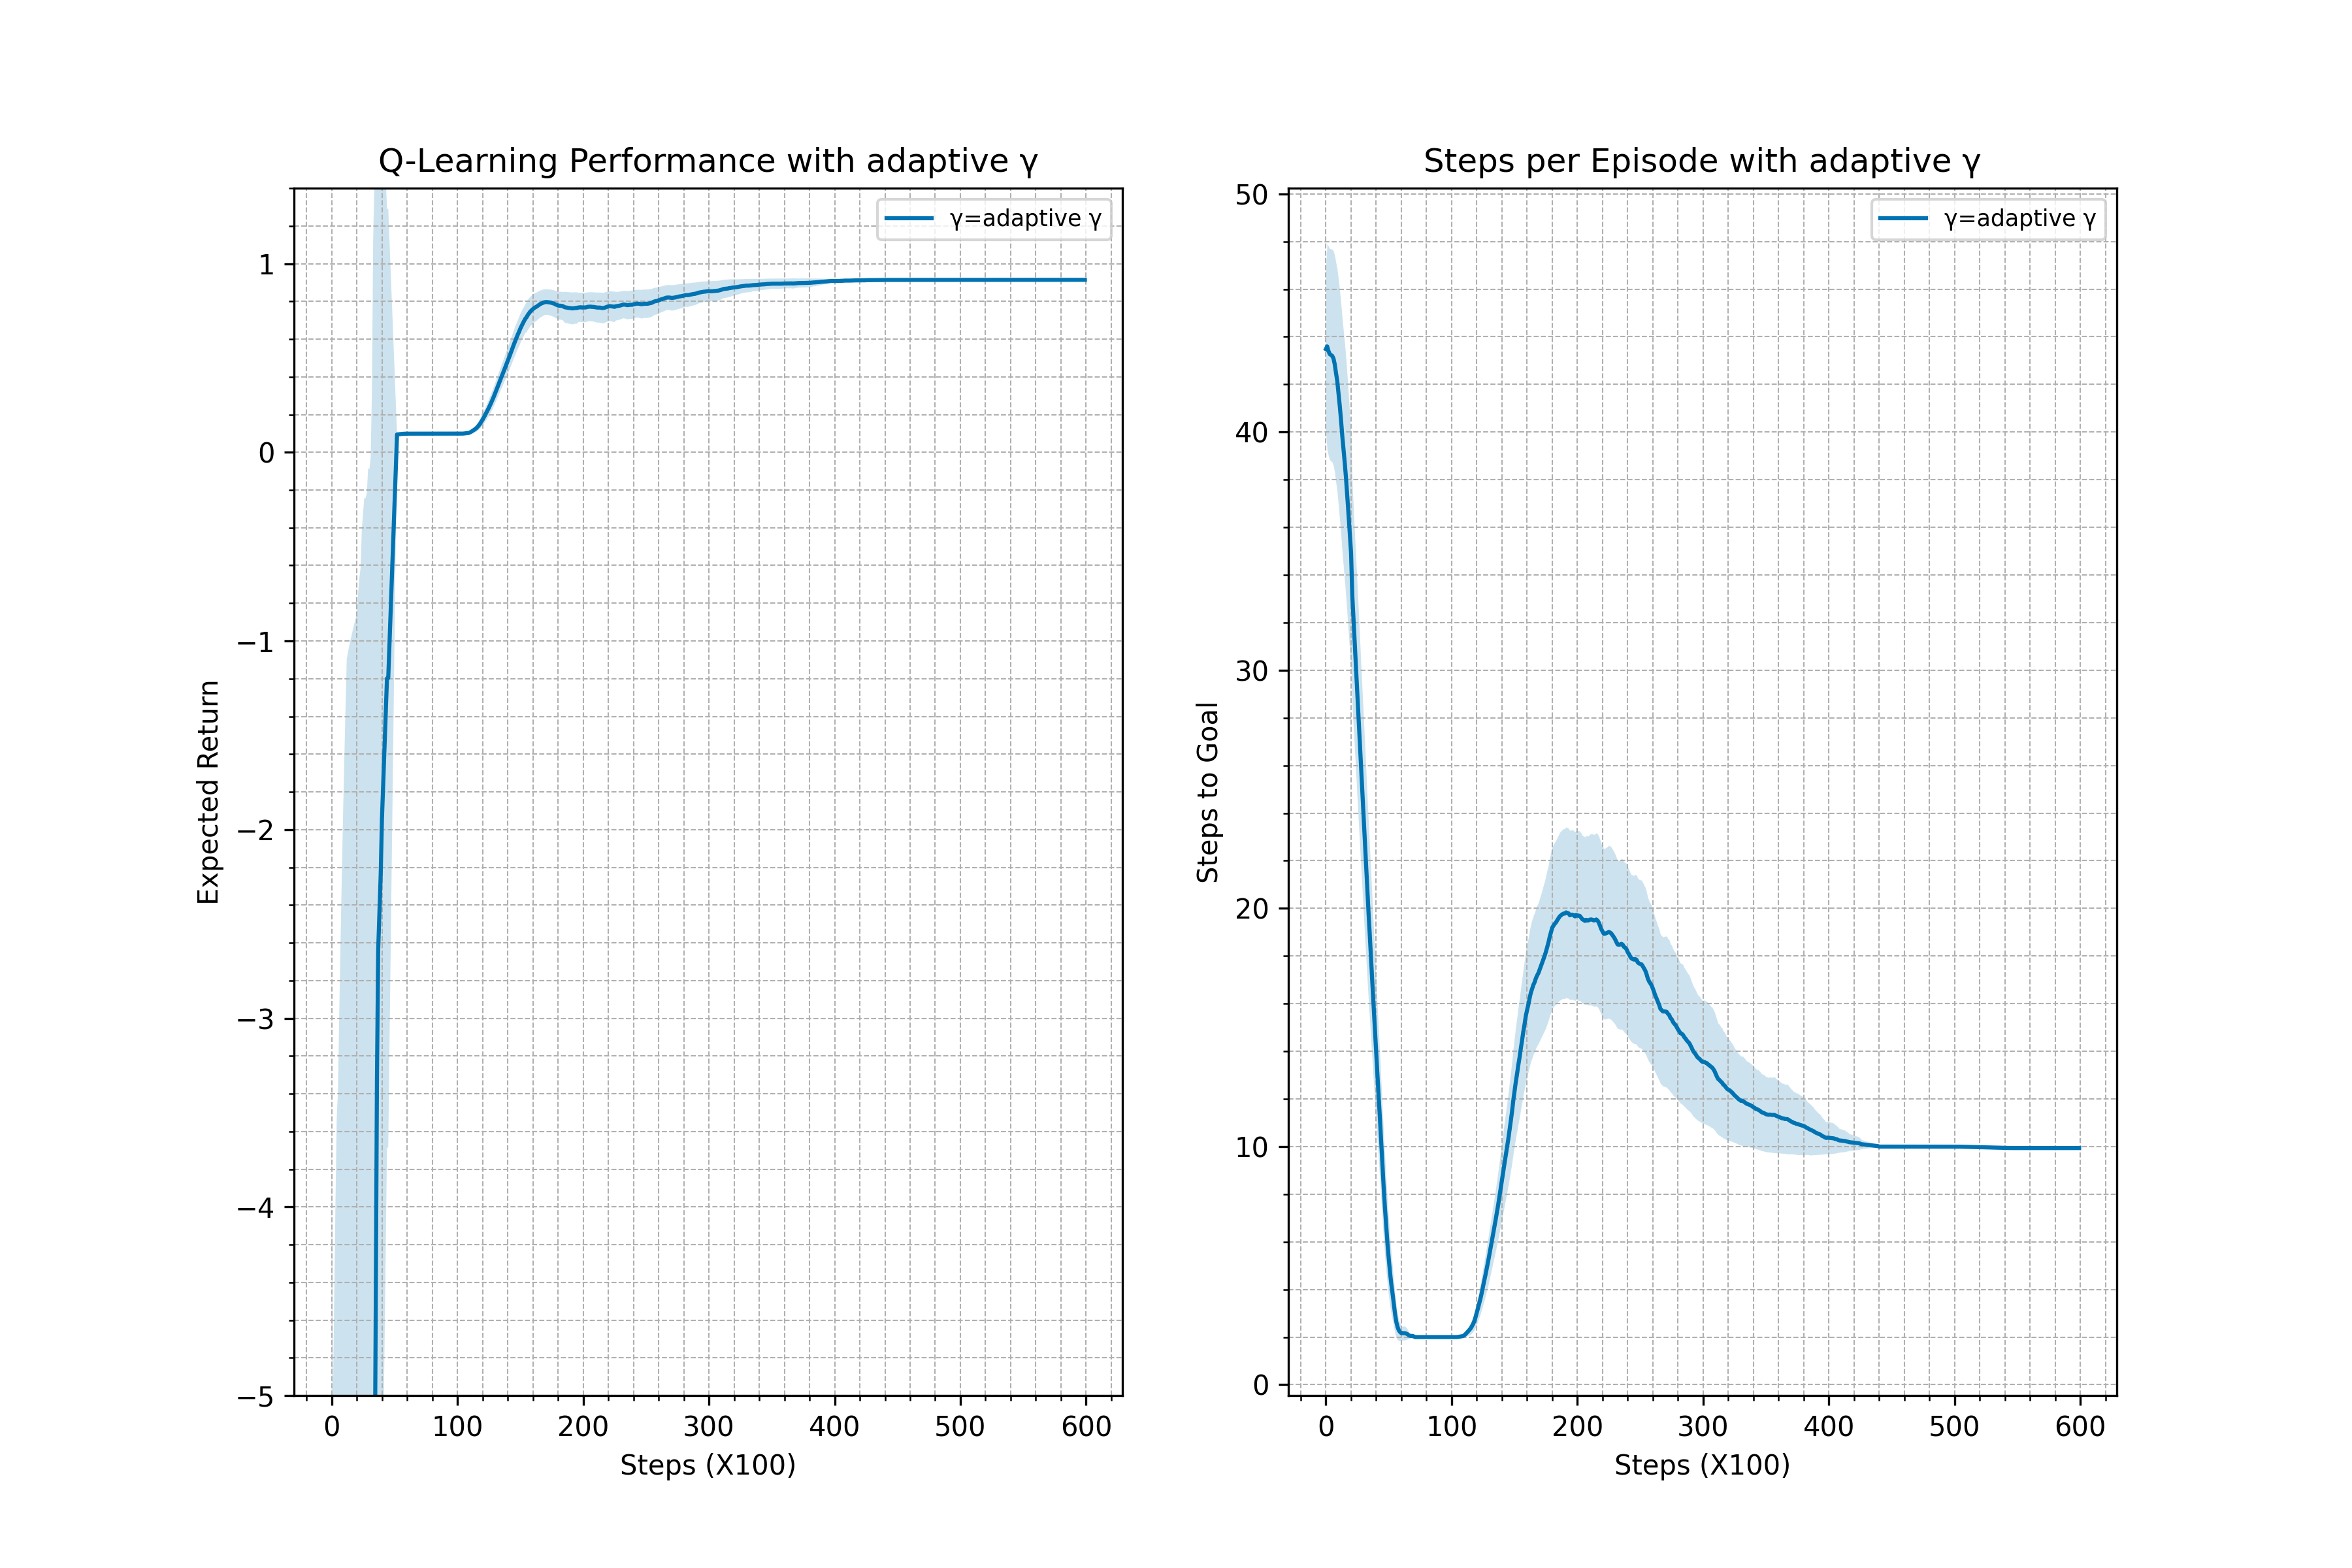 Q-Learning Performance with adaptive γ
γ=adaptive γ
Expected Return
1
0
−1
−2
−3
−4
−5
0 100 200 300 400 500 600
Steps (X100)
Steps per Episode with adaptive γ
γ=adaptive γ
Steps to Goal
50
40
30
20
10
0
0 100 200 300 400 500 600
Steps (X100)